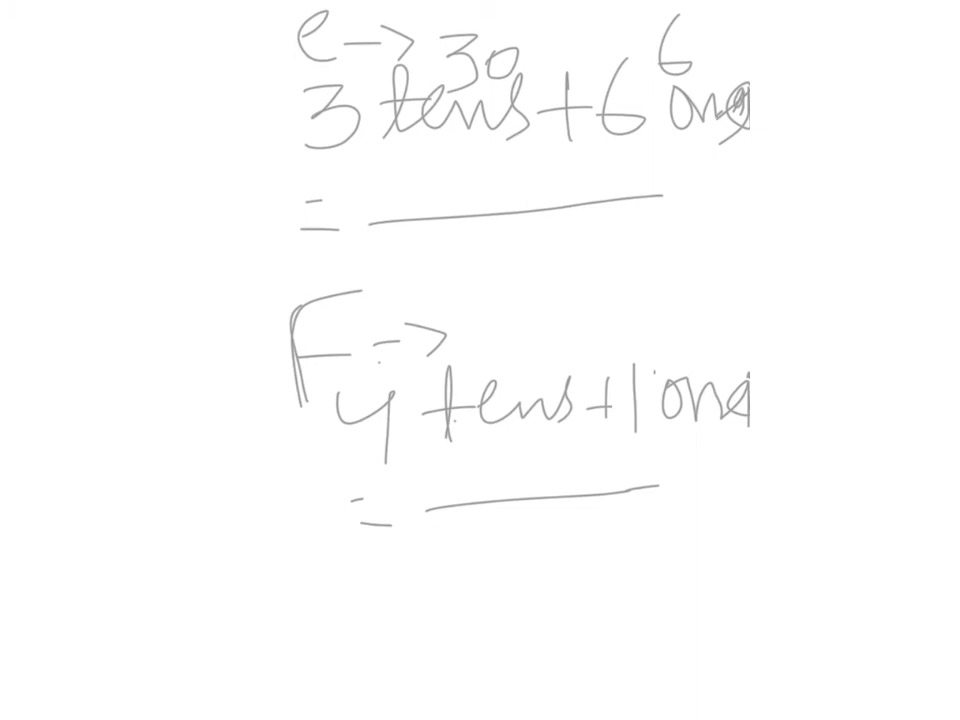 e → 30 6
3 tens + 6 ones
= ______
F →
4 tens + 1 one
= ______